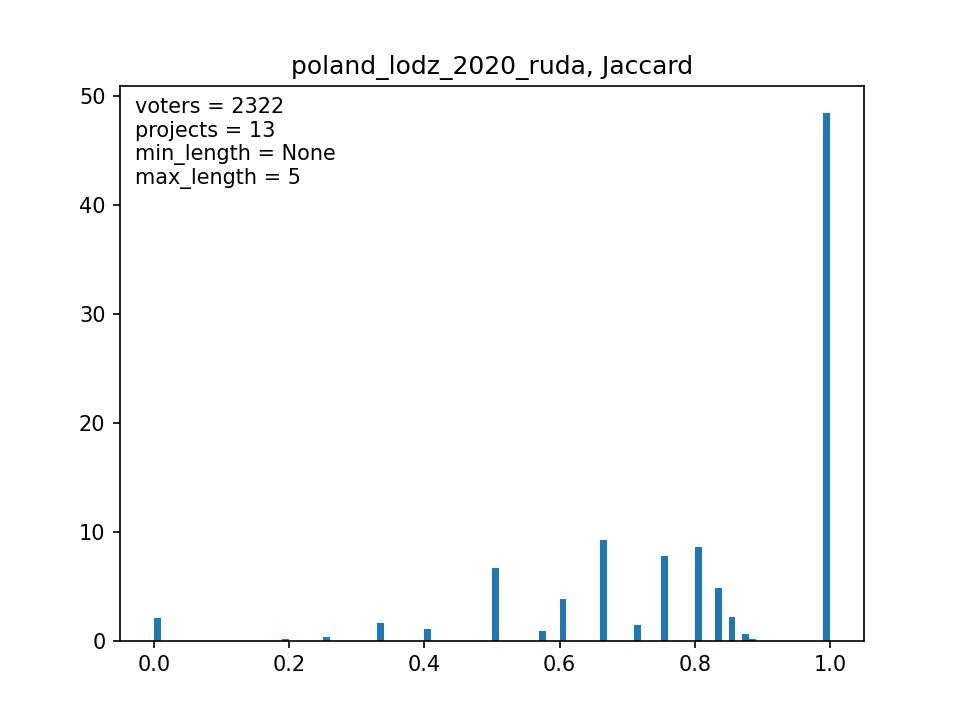 poland_lodz_2020_ruda, Jaccard
voters = 2322
projects = 13
min_length = None
max_length = 5
50
40
30
20
10
0
0.0 0.2 0.4 0.6 0.8 1.0